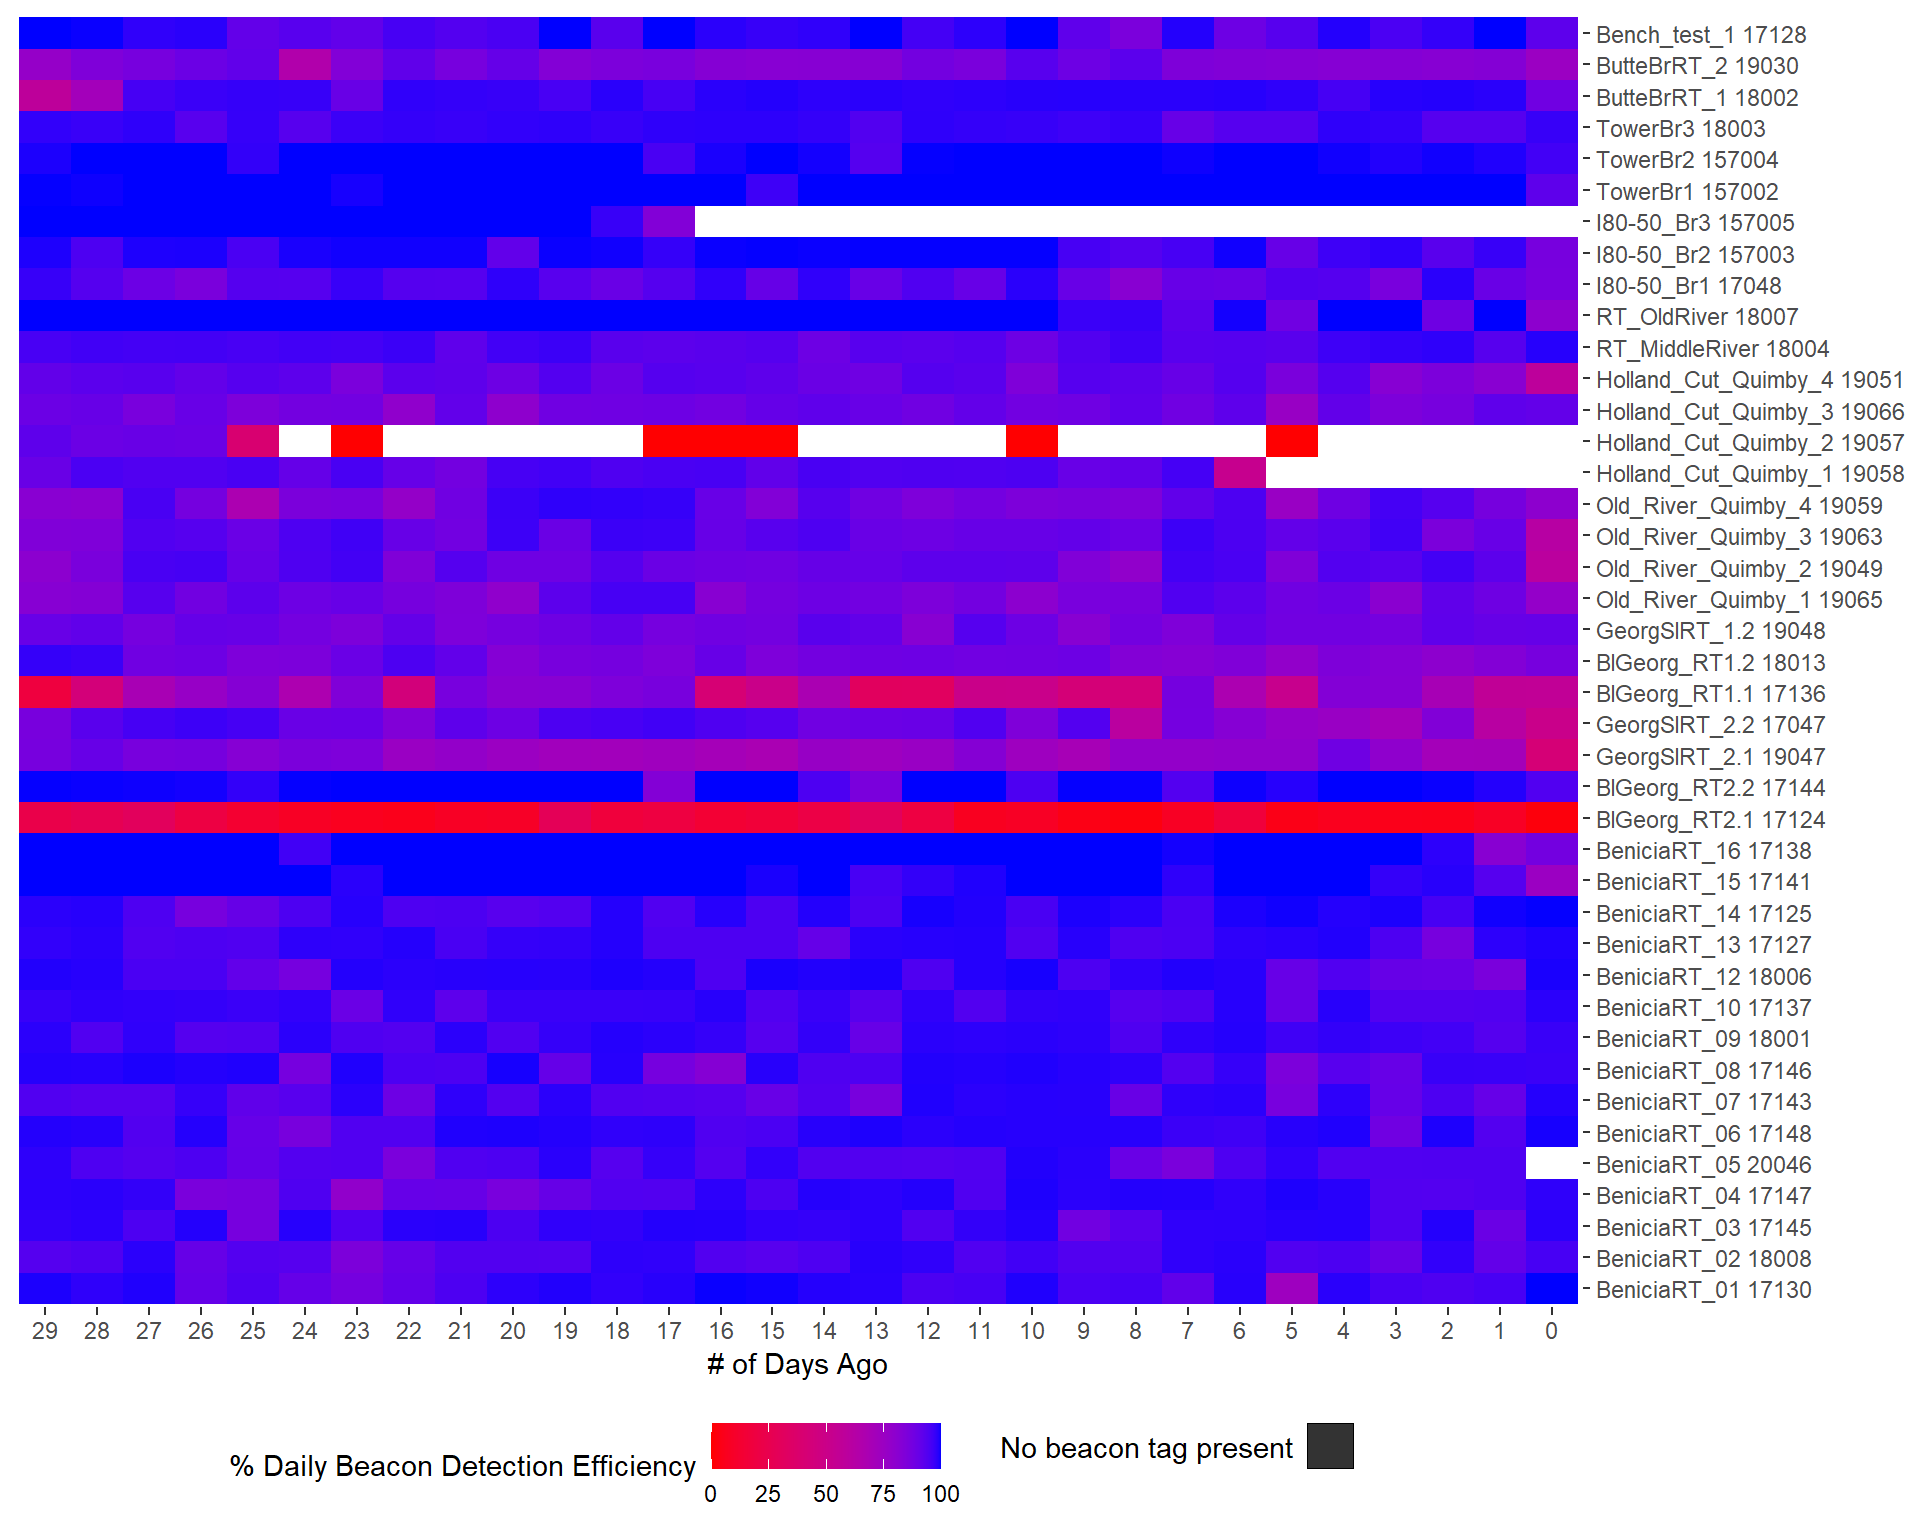 Bench_test_1 17128
ButteBrRT_2 19030
ButteBrRT_1 18002
TowerBr3 18003
TowerBr2 157004
TowerBr1 157002
I80-50_Br3 157005
I80-50_Br2 157003
I80-50_Br1 17048
RT_OldRiver 18007
RT_MiddleRiver 18004
Holland_Cut_Quimby_4 19051
Holland_Cut_Quimby_3 19066
Holland_Cut_Quimby_2 19057
Holland_Cut_Quimby_1 19058
Old_River_Quimby_4 19059
Old_River_Quimby_3 19063
Old_River_Quimby_2 19049
Old_River_Quimby_1 19065
GeorgSlRT_1.2 19048
BlGeorg_RT1.2 18013
BlGeorg_RT1.1 17136
GeorgSlRT_2.2 17047
GeorgSlRT_2.1 19047
BlGeorg_RT2.2 17144
BlGeorg_RT2.1 17124
BeniciaRT_16 17138
BeniciaRT_15 17141
BeniciaRT_14 17125
BeniciaRT_13 17127
BeniciaRT_12 18006
BeniciaRT_10 17137
BeniciaRT_09 18001
BeniciaRT_08 17146
BeniciaRT_07 17143
BeniciaRT_06 17148
BeniciaRT_05 20046
BeniciaRT_04 17147
BeniciaRT_03 17145
BeniciaRT_02 18008
BeniciaRT_01 17130
29 28 27 26 25 24 23 22 21 20 19 18 17 16 15 14 13 12 11 10 9 8 7 6 5 4 3 2 1 0
# of Days Ago
% Daily Beacon Detection Efficiency
0 25 50 75 100
No beacon tag present